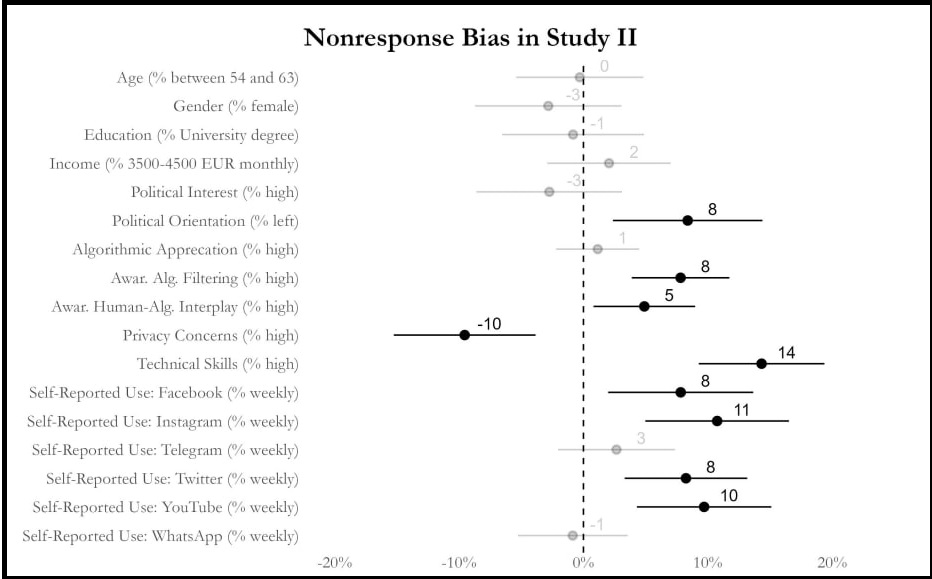 Nonresponse Bias in Study II
Age (% between 54 and 63) 0
Gender (% female) -3
Education (% University degree) -1
Income (% 3500-4500 EUR monthly) 2
Political Interest (% high) -3
Political Orientation (% left) 8
Algorithmic Apprecation (% high) 1
Awar. Alg. Filtering (% high) 8
Awar. Human-Alg. Interplay (% high) 5
Privacy Concerns (% high) -10
Technical Skills (% high) 14
Self-Reported Use: Facebook (% weekly) 8
Self-Reported Use: Instagram (% weekly) 11
Self-Reported Use: Telegram (% weekly) 3
Self-Reported Use: Twitter (% weekly) 8
Self-Reported Use: YouTube (% weekly) 10
Self-Reported Use: WhatsApp (% weekly) -1
-20% -10% 0% 10% 20%